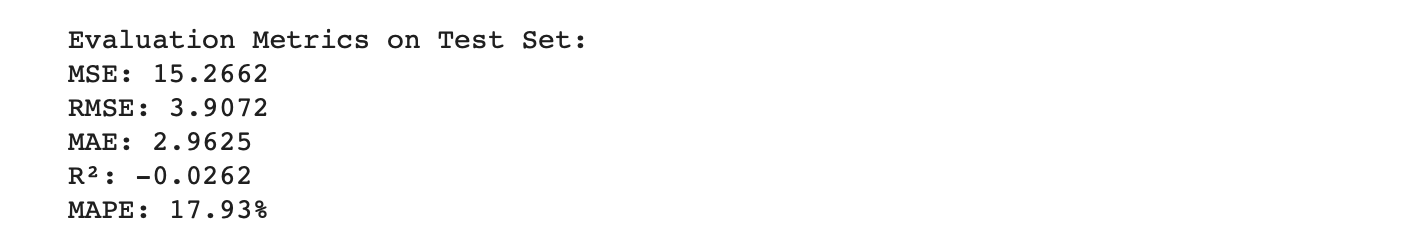 Evaluation Metrics on Test Set:
MSE: 15.2662
RMSE: 3.9072
MAE: 2.9625
R²: -0.0262
MAPE: 17.93%